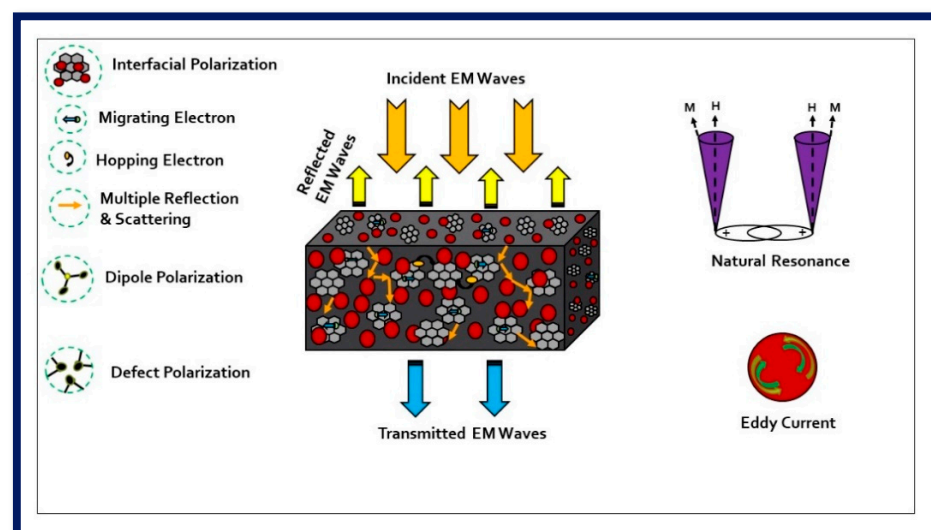 Interfacial Polarization
Migrating Electron
Hopping Electron
Multiple Reflection
& Scattering
Dipole Polarization
Defect Polarization
Incident EM Waves
Reflected
EM Waves
Transmitted EM Waves
M H H M
+ +
Natural Resonance
Eddy Current